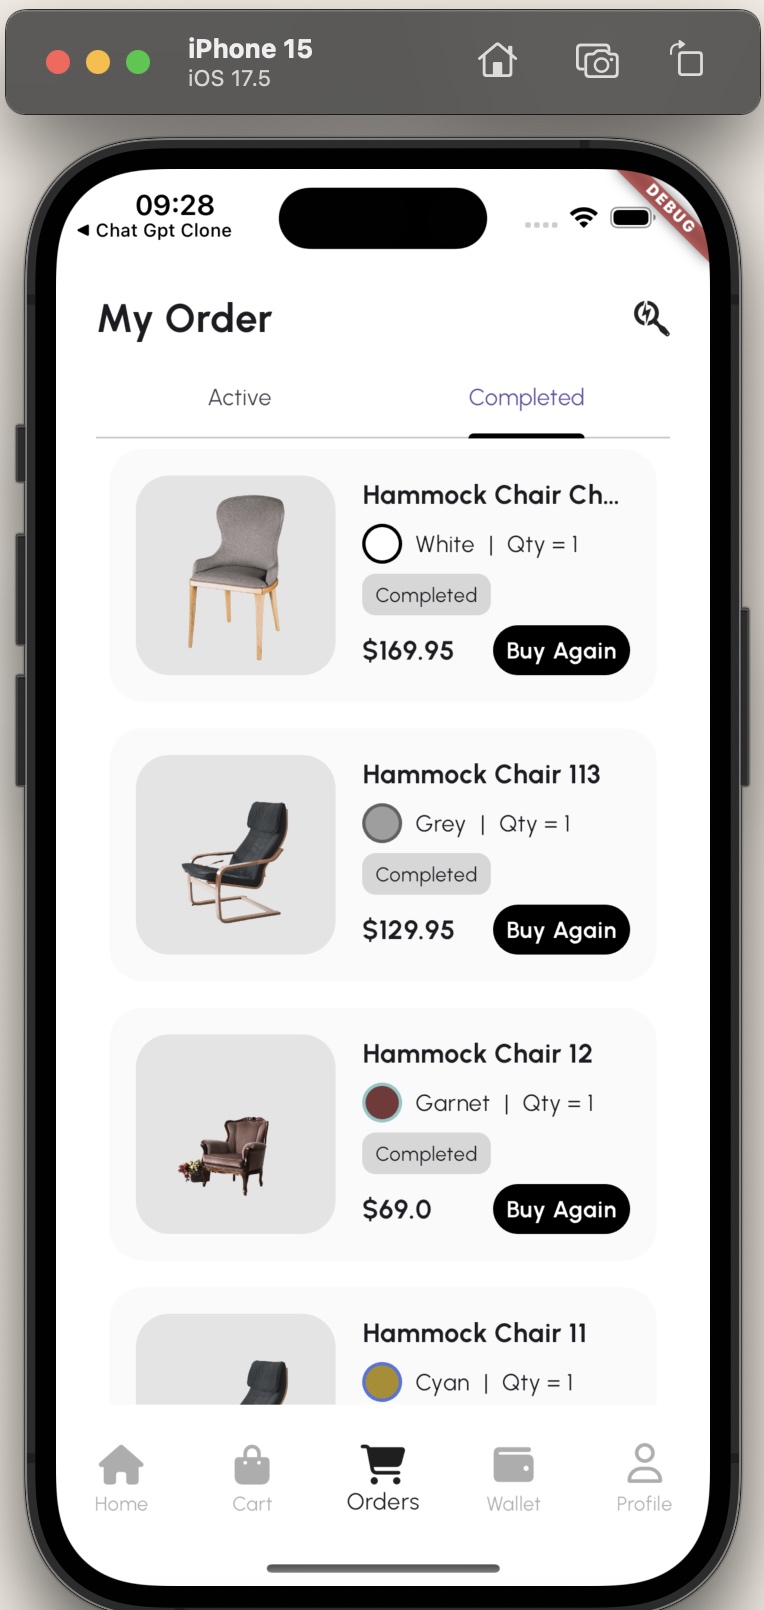 iPhone 15
iOS 17.5
09:28
◀ Chat Gpt Clone
DEBUG
My Order
Active
Completed
Hammock Chair Ch...
White | Qty = 1
Completed
$169.95
Buy Again
Hammock Chair 113
Grey | Qty = 1
Completed
$129.95
Buy Again
Hammock Chair 12
Garnet | Qty = 1
Completed
$69.0
Buy Again
Hammock Chair 11
Cyan | Qty = 1
Home
Cart
Orders
Wallet
Profile